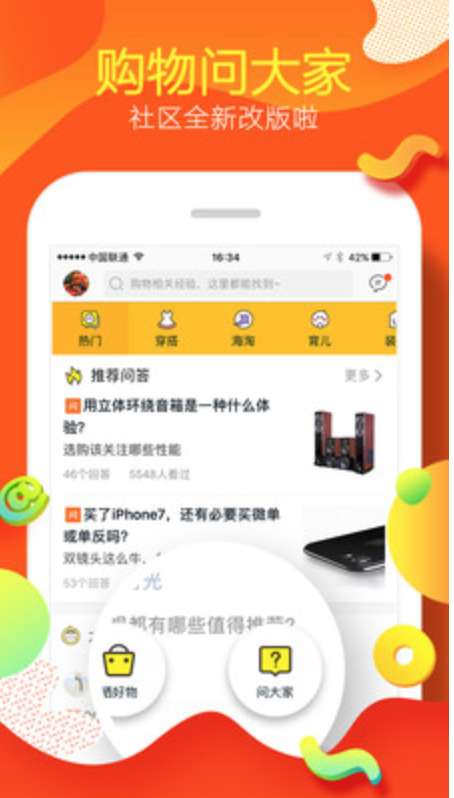 购物问大家
社区全新改版啦
中国联通 16:34 42%
购物相关经验，这里都能找到~
热门 穿搭 海淘 育儿
推荐问答 更多
问 用立体环绕音箱是一种什么体
验?
选购该关注哪些性能
46个回答 5548人看过
问 买了iPhone7，还有必要买微单
或单反吗?
双镜头这么牛，
53个回答
光
都有哪些值得推荐?
晒好物 问大家